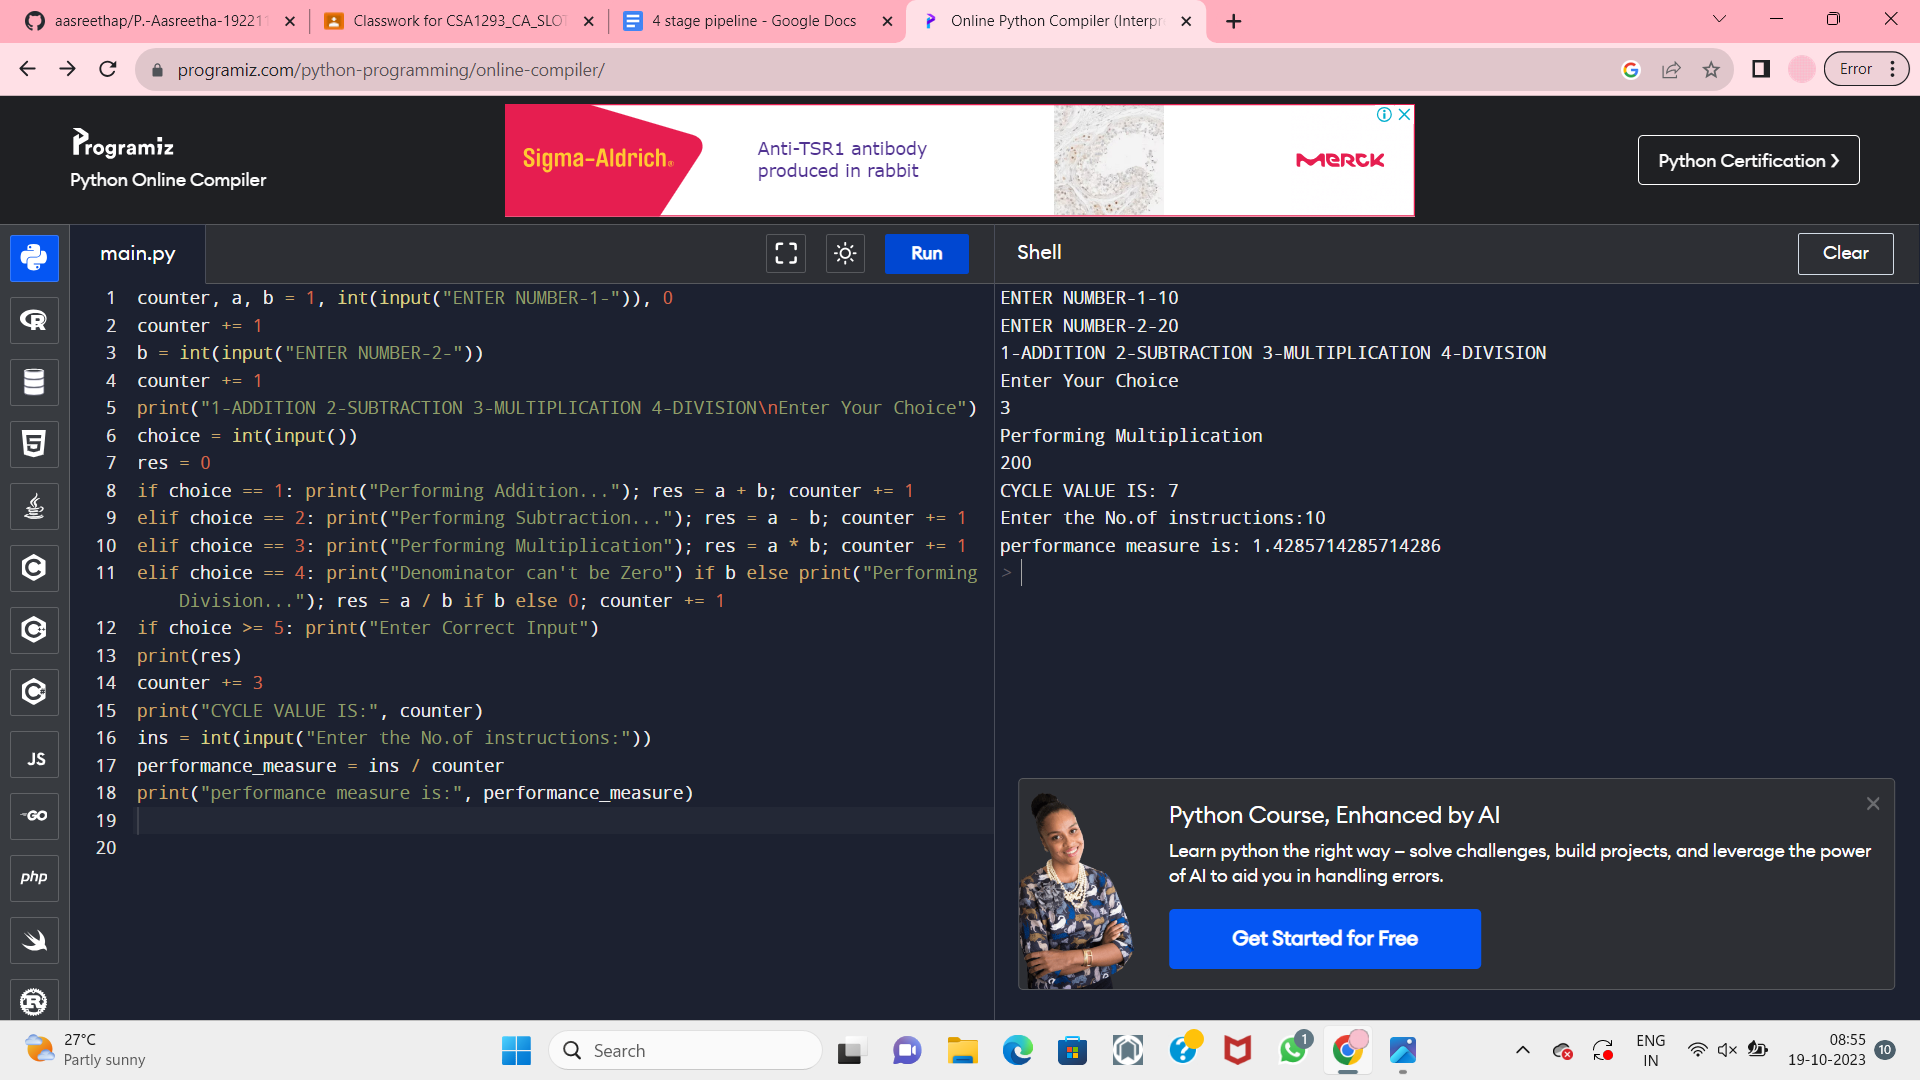 aasreethap/P.-Aasreetha-192211
Classwork for CSA1293_CA_SLOT
4 stage pipeline - Google Docs
Online Python Compiler (Interpre
programiz.com/python-programming/online-compiler/
Error
Programiz
Python Online Compiler
Sigma-Aldrich®
Anti-TSR1 antibody
produced in rabbit
MERCK
Python Certification ❯
main.py
Run
Shell
Clear
1 counter, a, b = 1, int(input("ENTER NUMBER-1-")), 0
2 counter += 1
3 b = int(input("ENTER NUMBER-2-"))
4 counter += 1
5 print("1-ADDITION 2-SUBTRACTION 3-MULTIPLICATION 4-DIVISION\nEnter Your Choice")
6 choice = int(input())
7 res = 0
8 if choice == 1: print("Performing Addition..."); res = a + b; counter += 1
9 elif choice == 2: print("Performing Subtraction..."); res = a - b; counter += 1
10 elif choice == 3: print("Performing Multiplication"); res = a * b; counter += 1
11 elif choice == 4: print("Denominator can't be Zero") if b else print("Performing
Division..."); res = a / b if b else 0; counter += 1
12 if choice >= 5: print("Enter Correct Input")
13 print(res)
14 counter += 3
15 print("CYCLE VALUE IS:", counter)
16 ins = int(input("Enter the No.of instructions:"))
17 performance_measure = ins / counter
18 print("performance measure is:", performance_measure)
19
20
ENTER NUMBER-1-10
ENTER NUMBER-2-20
1-ADDITION 2-SUBTRACTION 3-MULTIPLICATION 4-DIVISION
Enter Your Choice
3
Performing Multiplication
200
CYCLE VALUE IS: 7
Enter the No.of instructions:10
performance measure is: 1.4285714285714286
>
R
5
C
C
C
JS
GO
php
R
Python Course, Enhanced by AI
Learn python the right way – solve challenges, build projects, and leverage the power
of AI to aid you in handling errors.
Get Started for Free
27°C
Partly sunny
Search
1
ENG
IN
08:55
19-10-2023
10